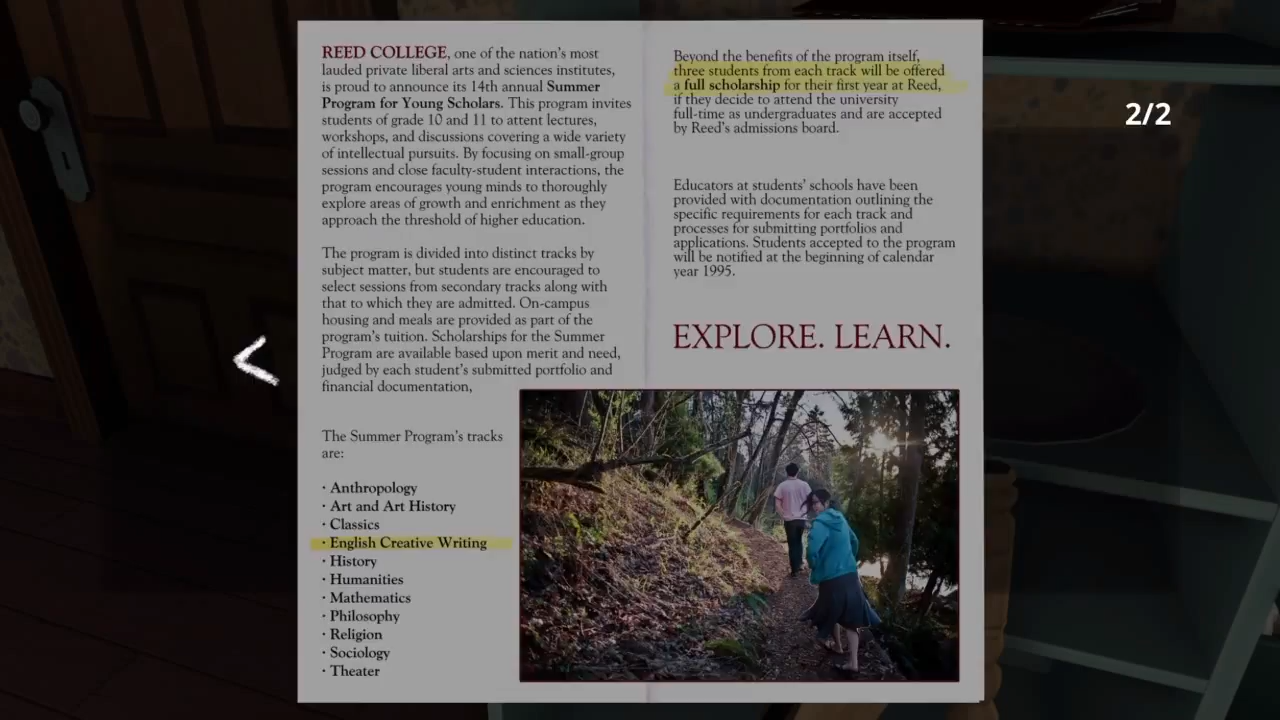 REED COLLEGE, one of the nation's most
lauded private liberal arts and sciences institutes,
is proud to announce its 14th annual Summer
Program for Young Scholars. This program invites
students of grade 10 and 11 to attent lectures,
workshops, and discussions covering a wide variety
of intellectual pursuits. By focusing on small-group
sessions and close faculty-student interactions, the
program encourages young minds to thoroughly
explore areas of growth and enrichment as they
approach the threshold of higher education.
The program is divided into distinct tracks by
subject matter, but students are encouraged to
select sessions from secondary tracks along with
that to which they are admitted. On-campus
housing and meals are provided as part of the
program's tuition. Scholarships for the Summer
Program are available based upon merit and need,
judged by each student's submitted portfolio and
financial documentation,
The Summer Program's tracks
are:
· Anthropology
· Art and Art History
· Classics
· English Creative Writing
· History
· Humanities
· Mathematics
· Philosophy
· Religion
· Sociology
· Theater
Beyond the benefits of the program itself,
three students from each track will be offered
a full scholarship for their first year at Reed,
if they decide to attend the university
full-time as undergraduates and are accepted
by Reed's admissions board.
Educators at students' schools have been
provided with documentation outlining the
specific requirements for each track and
processes for submitting portfolios and
applications. Students accepted to the program
will be notified at the beginning of calendar
year 1995.
EXPLORE. LEARN.
2/2